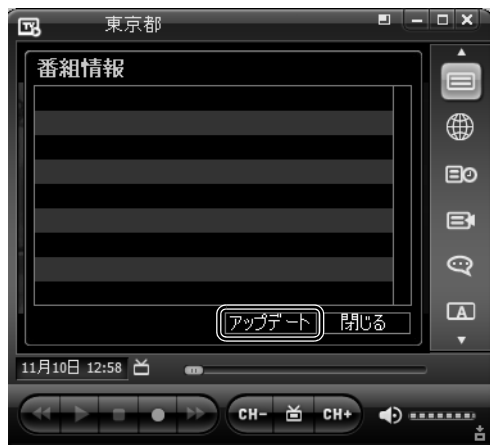 TV 東京都
番組情報
アップデート 閉じる
A
11月10日 12:58
CH- CH+